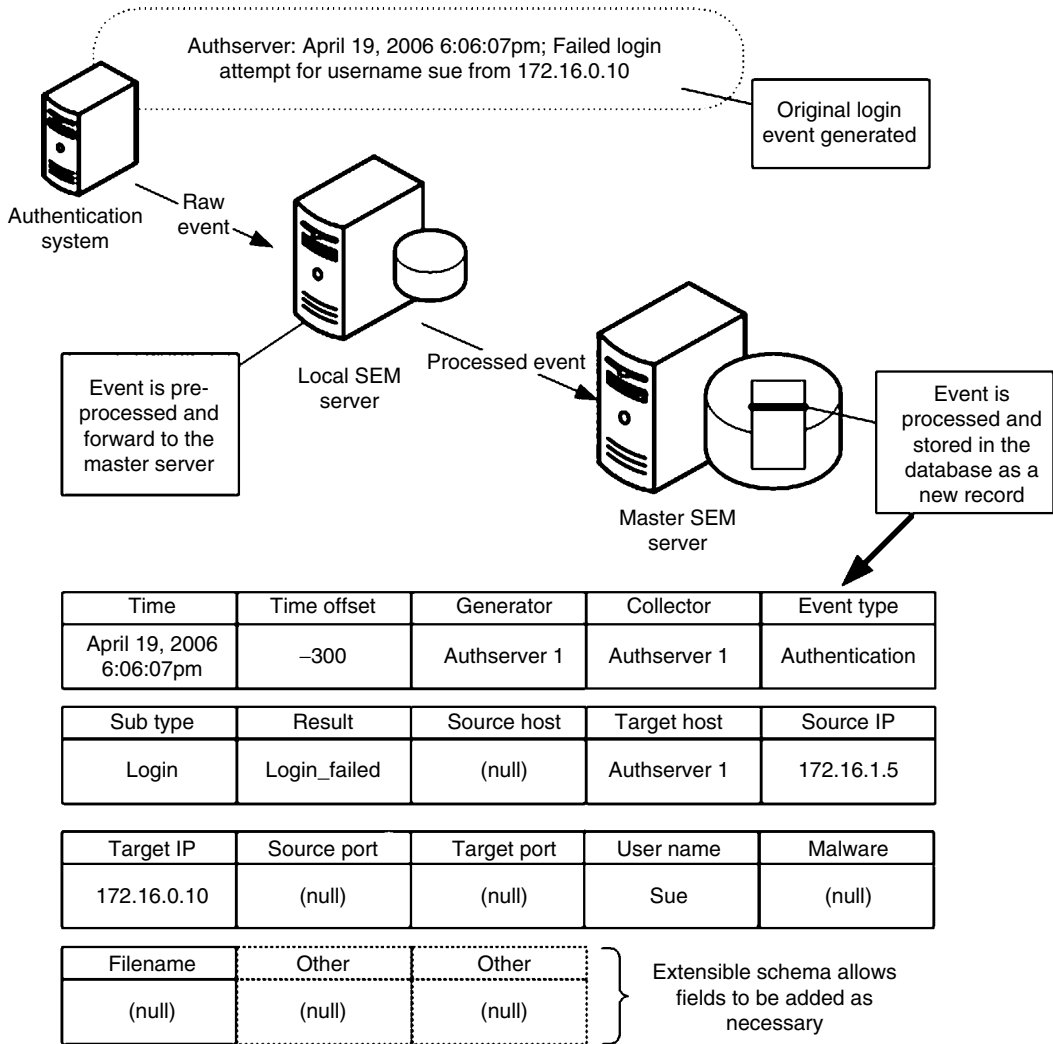 Authserver: April 19, 2006 6:06:07pm; Failed login
attempt for username sue from 172.16.0.10
Original login
event generated
Authentication
system
Raw
event
Local SEM
server
Event is pre-
processed and
forward to the
master server
Processed event
Master SEM
server
Event is
processed and
stored in the
database as a
new record
Time Time offset Generator Collector Event type
April 19, 2006
6:06:07pm –300 Authserver 1 Authserver 1 Authentication
Sub type Result Source host Target host Source IP
Login Login_failed (null) Authserver 1 172.16.1.5
Target IP Source port Target port User name Malware
172.16.0.10 (null) (null) Sue (null)
Filename Other Other
(null) (null) (null)
Extensible schema allows
fields to be added as
necessary